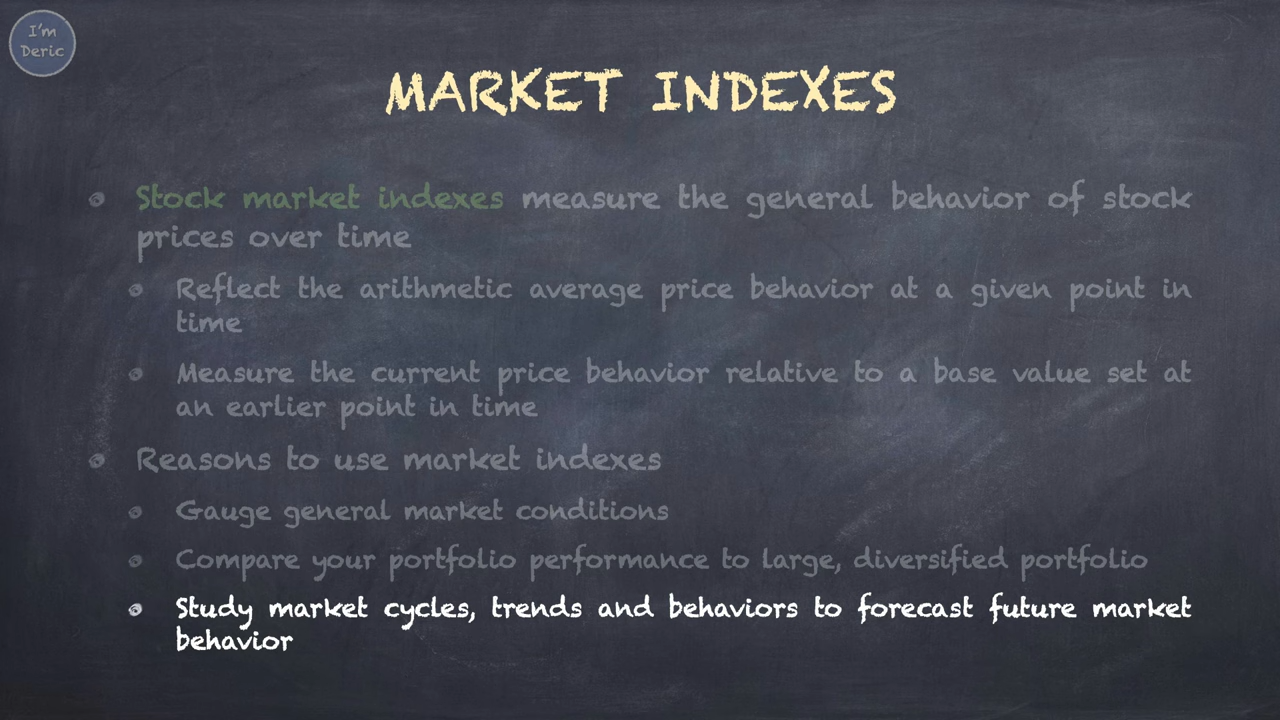 I'm
Deric
MARKET INDEXES
Stock market indexes measure the general behavior of stock
prices over time
Reflect the arithmetic average price behavior at a given point in
time
Measure the current price behavior relative to a base value set at
an earlier point in time
Reasons to use market indexes
Gauge general market conditions
Compare your portfolio performance to large, diversified portfolio
Study market cycles, trends and behaviors to forecast future market
behavior